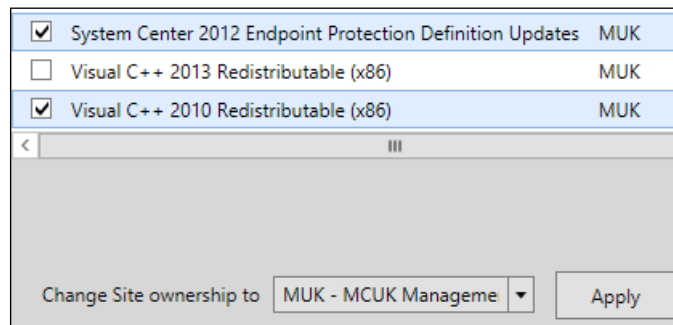 System Center 2012 Endpoint Protection Definition Updates MUK
Visual C++ 2013 Redistributable (x86) MUK
Visual C++ 2010 Redistributable (x86) MUK
Change Site ownership to MUK - MCUK Manageme Apply